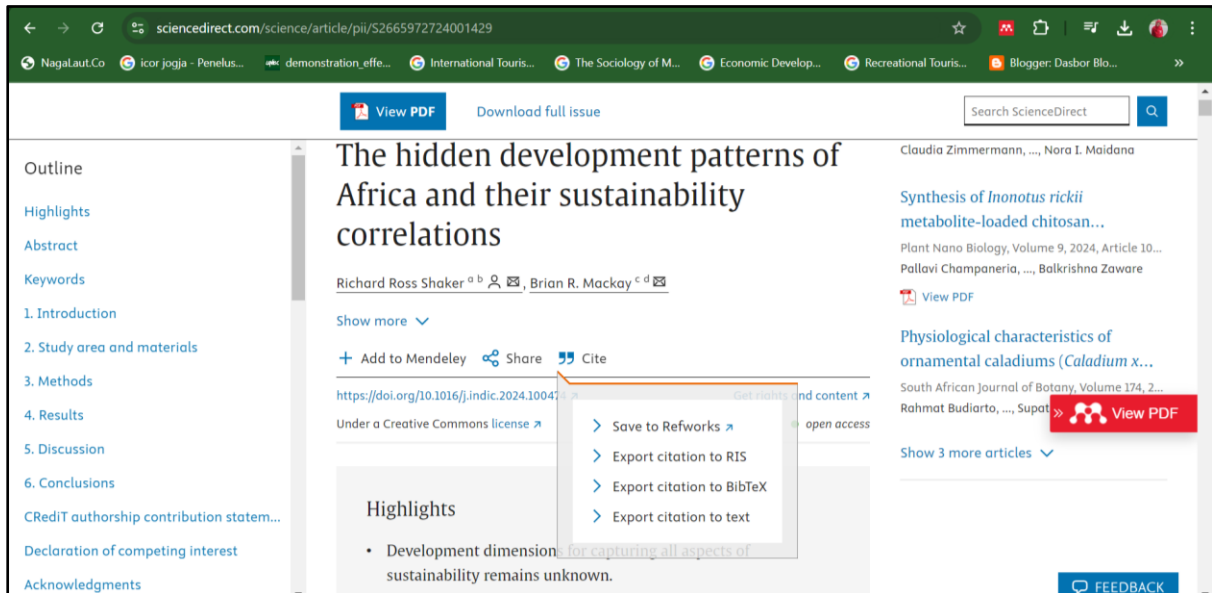 sciencedirect.com/science/article/pii/S2665972724001429
NagaLaut.Co icor jogja - Penelus... demonstration_effe... International Touris... The Sociology of M... Economic Develop... Recreational Touris... Blogger: Dasbor Blo... »
View PDF Download full issue Search ScienceDirect
Outline
Highlights
Abstract
Keywords
1. Introduction
2. Study area and materials
3. Methods
4. Results
5. Discussion
6. Conclusions
CRediT authorship contribution statem...
Declaration of competing interest
Acknowledgments
The hidden development patterns of
Africa and their sustainability
correlations
Richard Ross Shaker a b, Brian R. Mackay c d
Show more
Add to Mendeley Share Cite
https://doi.org/10.1016/j.indic.2024.100474 Get rights and content
Under a Creative Commons license open access
Save to Refworks
Export citation to RIS
Export citation to BibTeX
Export citation to text
Highlights
• Development dimensions for capturing all aspects of
sustainability remains unknown.
Claudia Zimmermann, ..., Nora I. Maidana
Synthesis of Inonotus rickii
metabolite-loaded chitosan...
Plant Nano Biology, Volume 9, 2024, Article 10...
Pallavi Champaneria, ..., Balkrishna Zaware
View PDF
Physiological characteristics of
ornamental caladiums (Caladium x...
South African Journal of Botany, Volume 174, 2...
Rahmat Budiarto, ..., Supat
» View PDF
Show 3 more articles
FEEDBACK